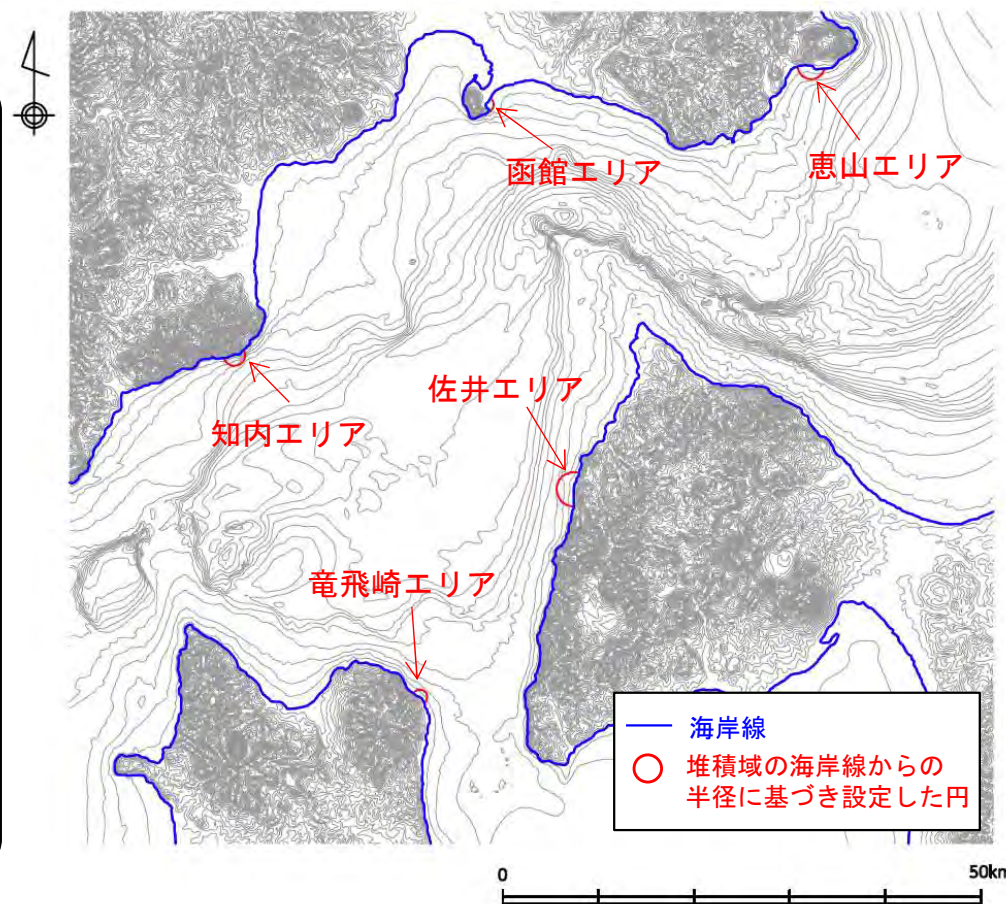 函館エリア
恵山エリア
佐井エリア
知内エリア
竜飛崎エリア
海岸線
堆積域の海岸線からの
半径に基づき設定した円
0
50km